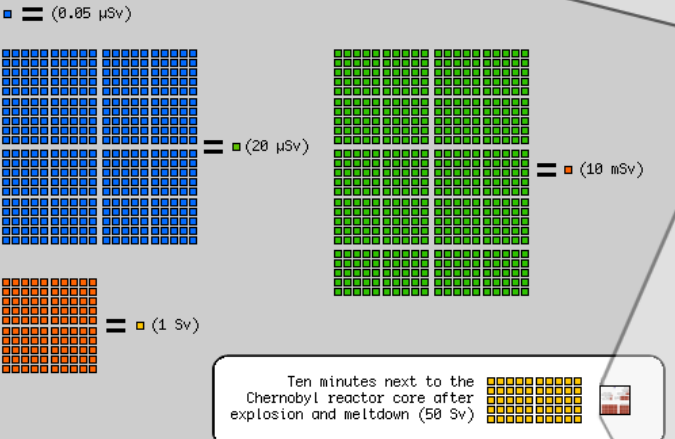 = (0.05 µSv)
= (20 µSv)
= (10 mSv)
= (1 Sv)
Ten minutes next to the
Chernobyl reactor core after
explosion and meltdown (50 Sv)